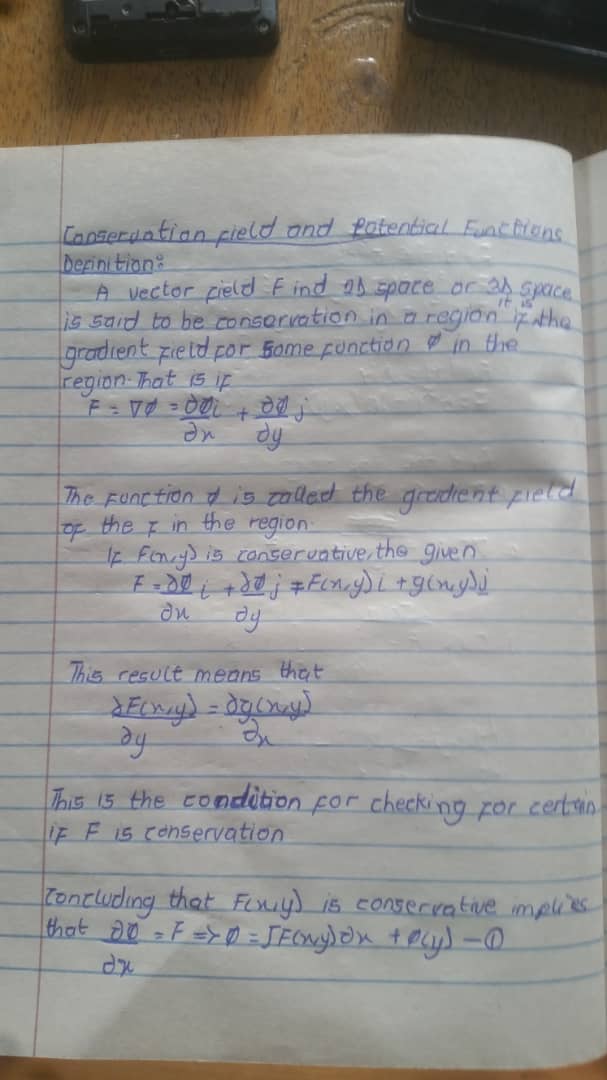 Conservation field and Potential Functions
Definition:
A vector field F ind 2D space or 3D space
is said to be conservation in a region if it is the
gradient field for some function ø in the
region. That is if
F = ∇ø = ∂øi + ∂ø j
∂x ∂y
The function ø is called the gradient field
of the F in the region.
If F(x,y) is conservative, the given
F = ∂ø i + ∂ø j = F(x,y)i + g(x,y)j
∂x ∂y
This result means that
∂F(x,y) = ∂g(x,y)
∂y ∂x
This is the condition for checking for certain
if F is conservation
Concluding that F(x,y) is conservative implies
that ∂ø = F => ø = ∫F(x,y)∂x + ø(y) — ①
∂x